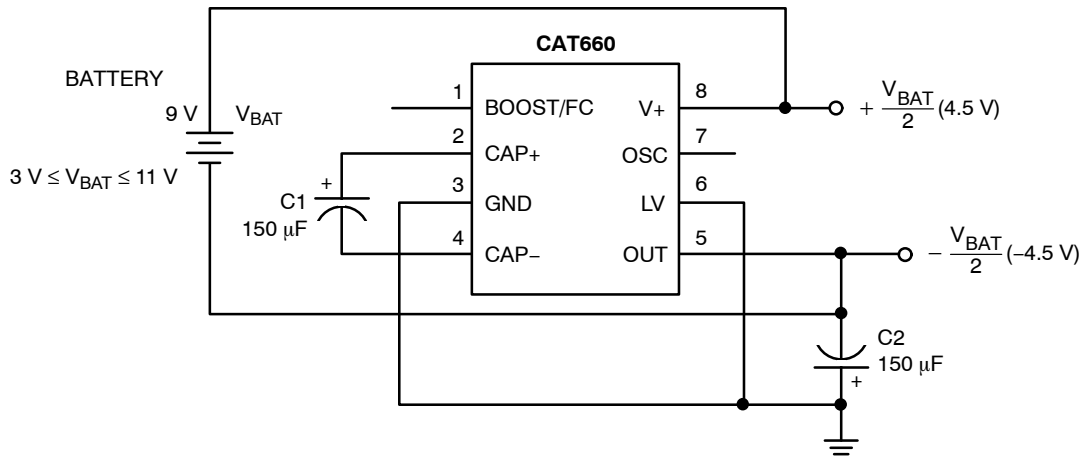 CAT660
BATTERY
9 V V_BAT
3 V ≤ V_BAT ≤ 11 V
+
C1
150 µF
1 BOOST/FC
2 CAP+
3 GND
4 CAP−
V+ 8
OSC 7
LV 6
OUT 5
+ V_BAT/2 (4.5 V)
− V_BAT/2 (−4.5 V)
C2
150 µF
+